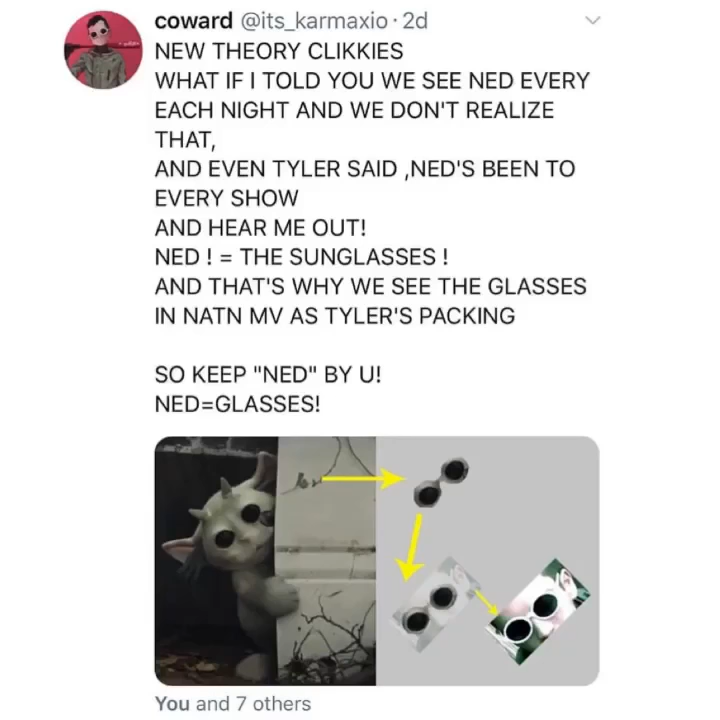 coward @its_karmaxio · 2d
NEW THEORY CLIKKIES
WHAT IF I TOLD YOU WE SEE NED EVERY
EACH NIGHT AND WE DON'T REALIZE
THAT,
AND EVEN TYLER SAID ,NED'S BEEN TO
EVERY SHOW
AND HEAR ME OUT!
NED ! = THE SUNGLASSES !
AND THAT'S WHY WE SEE THE GLASSES
IN NATN MV AS TYLER'S PACKING
SO KEEP "NED" BY U!
NED=GLASSES!
You and 7 others